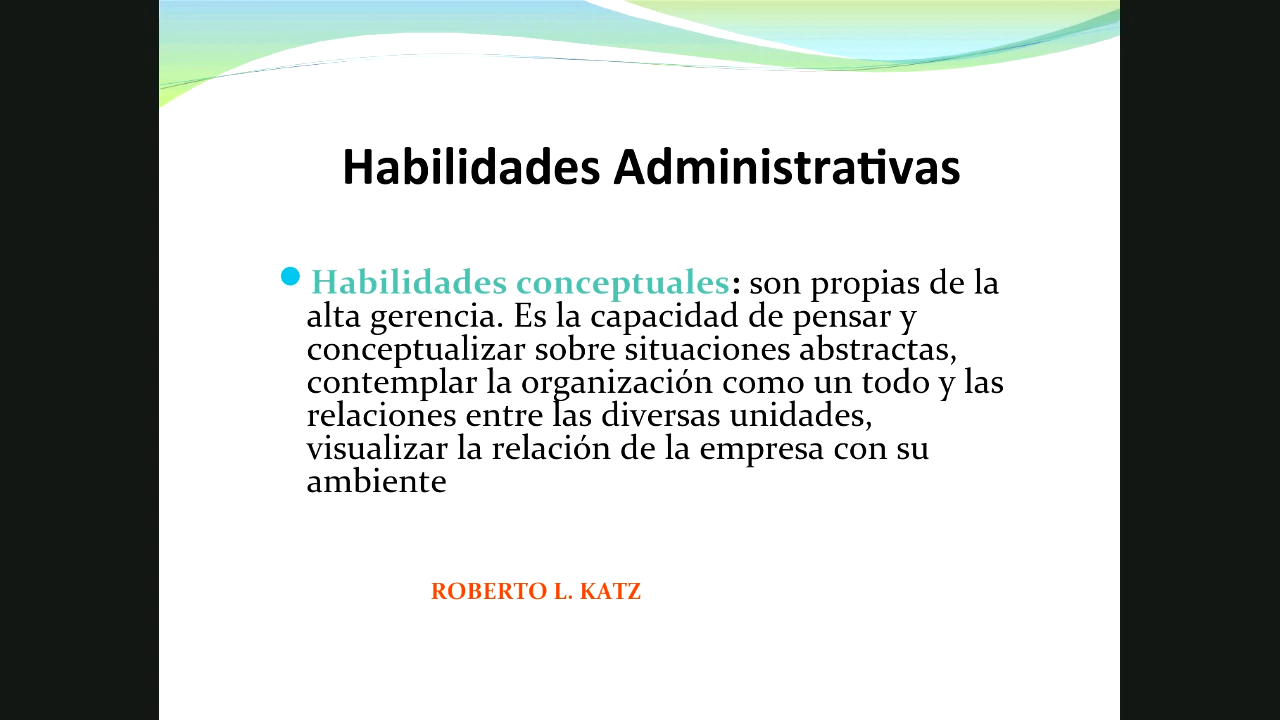 Habilidades Administrativas
Habilidades conceptuales: son propias de la
alta gerencia. Es la capacidad de pensar y
conceptualizar sobre situaciones abstractas,
contemplar la organización como un todo y las
relaciones entre las diversas unidades,
visualizar la relación de la empresa con su
ambiente
ROBERTO L. KATZ